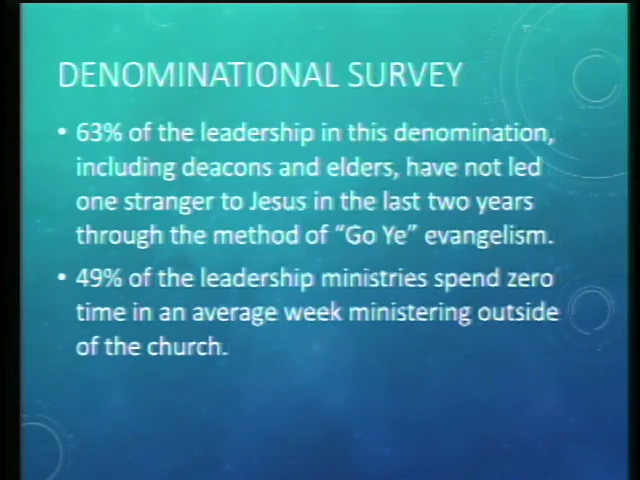 DENOMINATIONAL SURVEY
• 63% of the leadership in this denomination,
including deacons and elders, have not led
one stranger to Jesus in the last two years
through the method of “Go Ye” evangelism.
• 49% of the leadership ministries spend zero
time in an average week ministering outside
of the church.